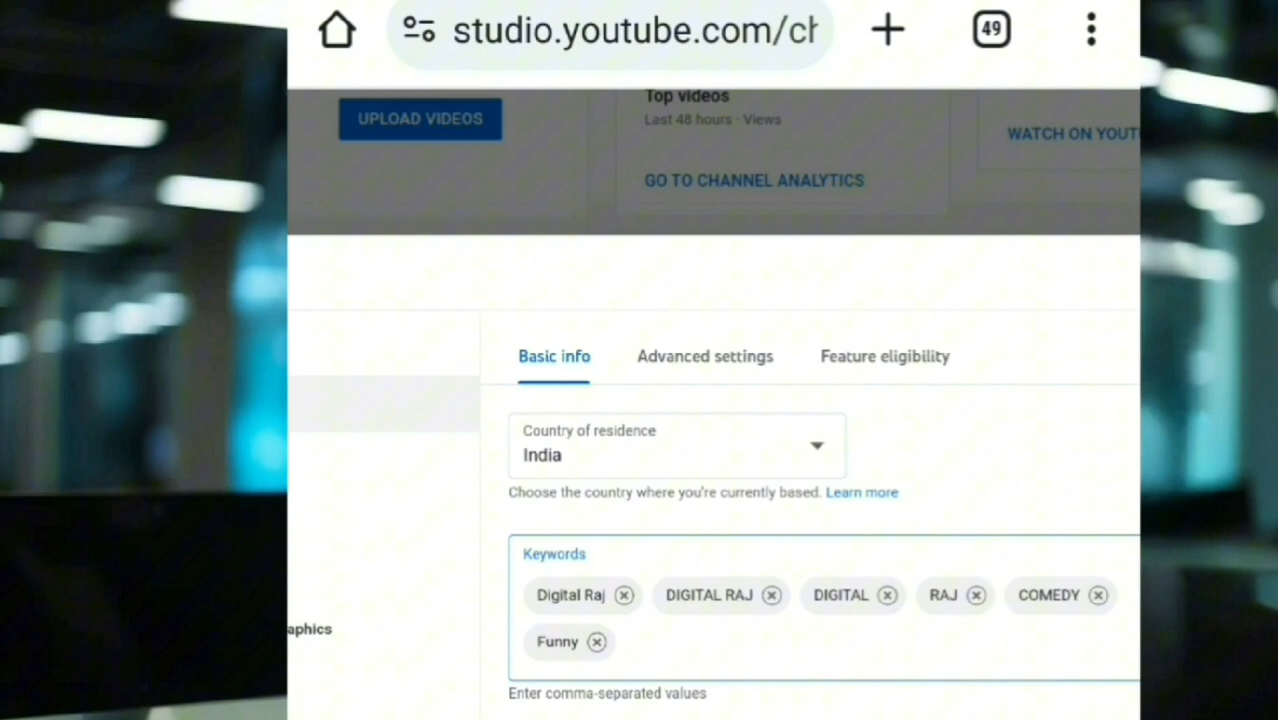 studio.youtube.com/ch
49
UPLOAD VIDEOS
Top videos
Last 48 hours · Views
GO TO CHANNEL ANALYTICS
WATCH ON YOUT
Basic info Advanced settings Feature eligibility
Country of residence
India
Choose the country where you're currently based. Learn more
Keywords
Digital Raj DIGITAL RAJ DIGITAL RAJ COMEDY
Funny
aphics
Enter comma-separated values